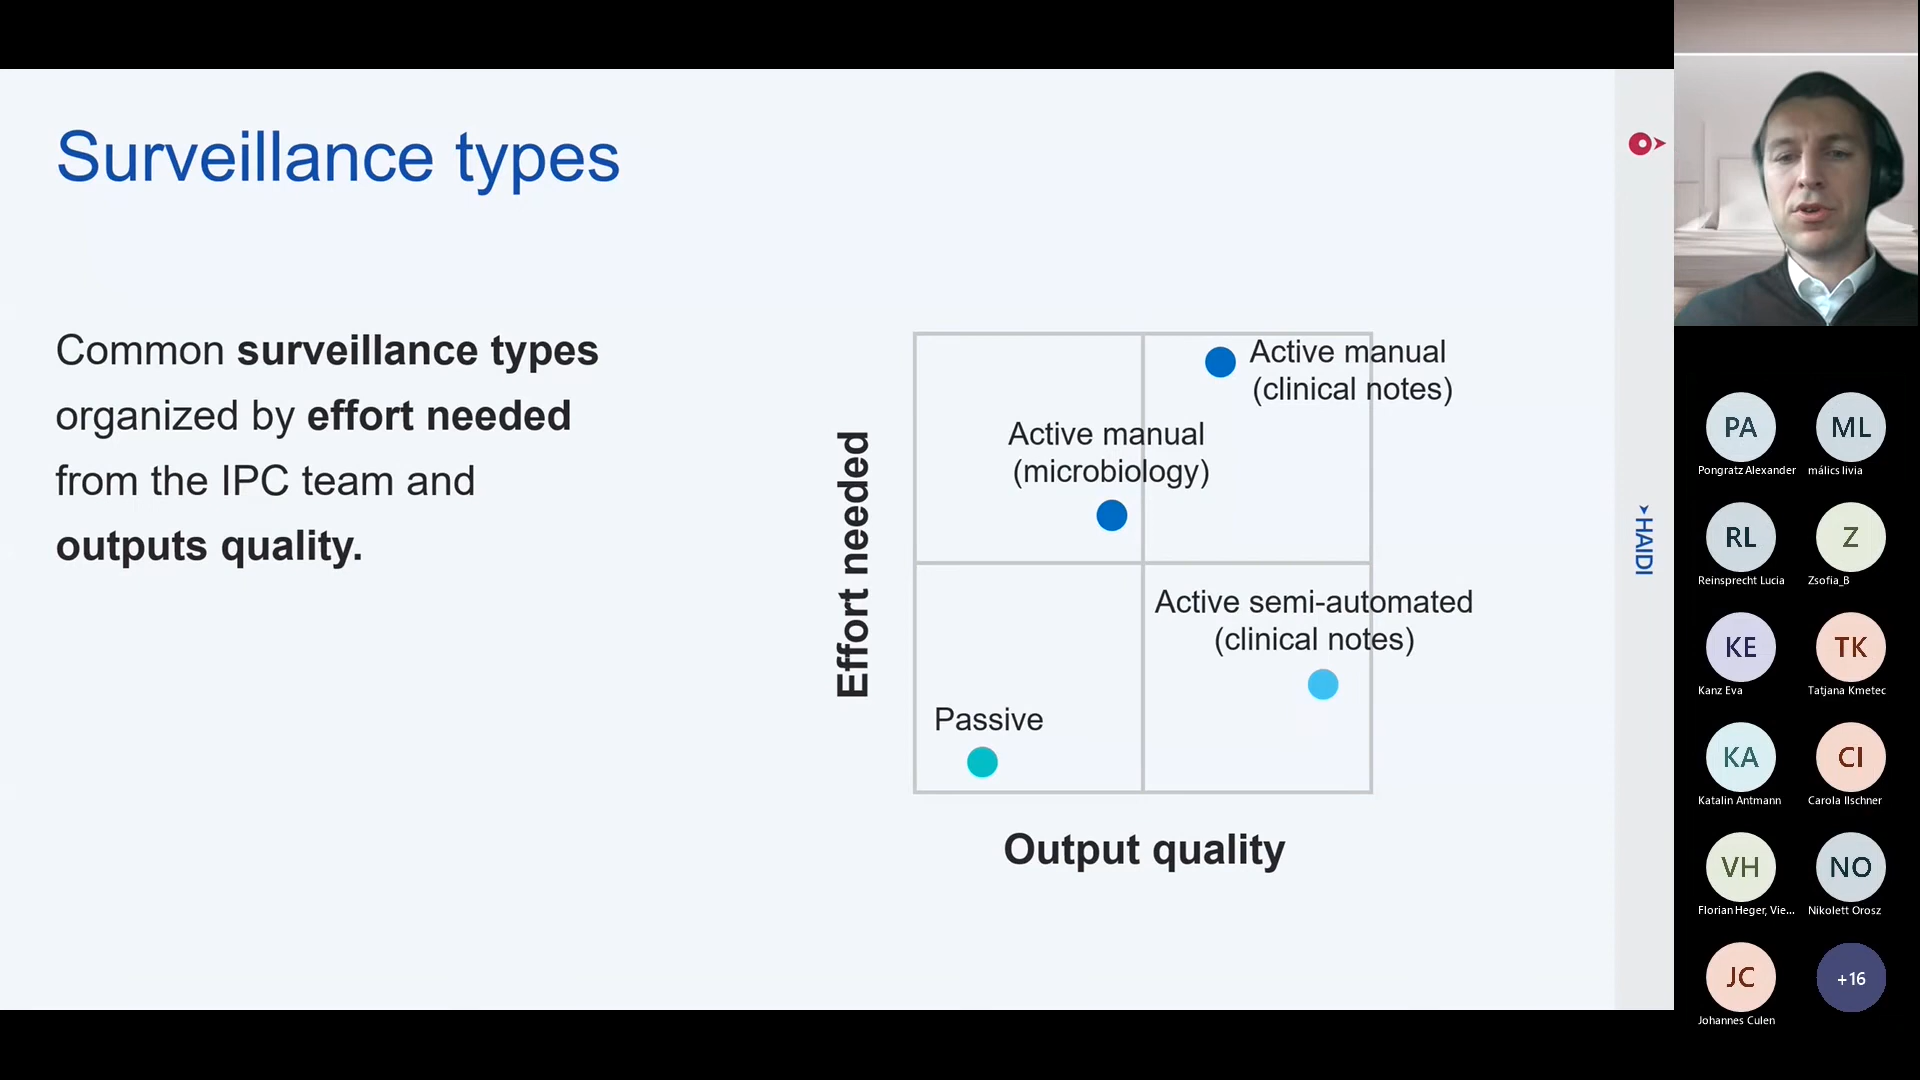 Surveillance types
Common surveillance types
organized by effort needed
from the IPC team and
outputs quality.
Effort needed
Active manual
(clinical notes)
Active manual
(microbiology)
Active semi-automated
(clinical notes)
Passive
Output quality
HAIDI
PA
Pongratz Alexander
ML
málics lívia
RL
Reinsprecht Lucia
Z
Zsofia_B
KE
Kanz Eva
TK
Tatjana Kmetec
KA
Katalin Antmann
CI
Carola Ilschner
VH
Florian Heger, Vie...
NO
Nikolett Orosz
JC
Johannes Culen
+16